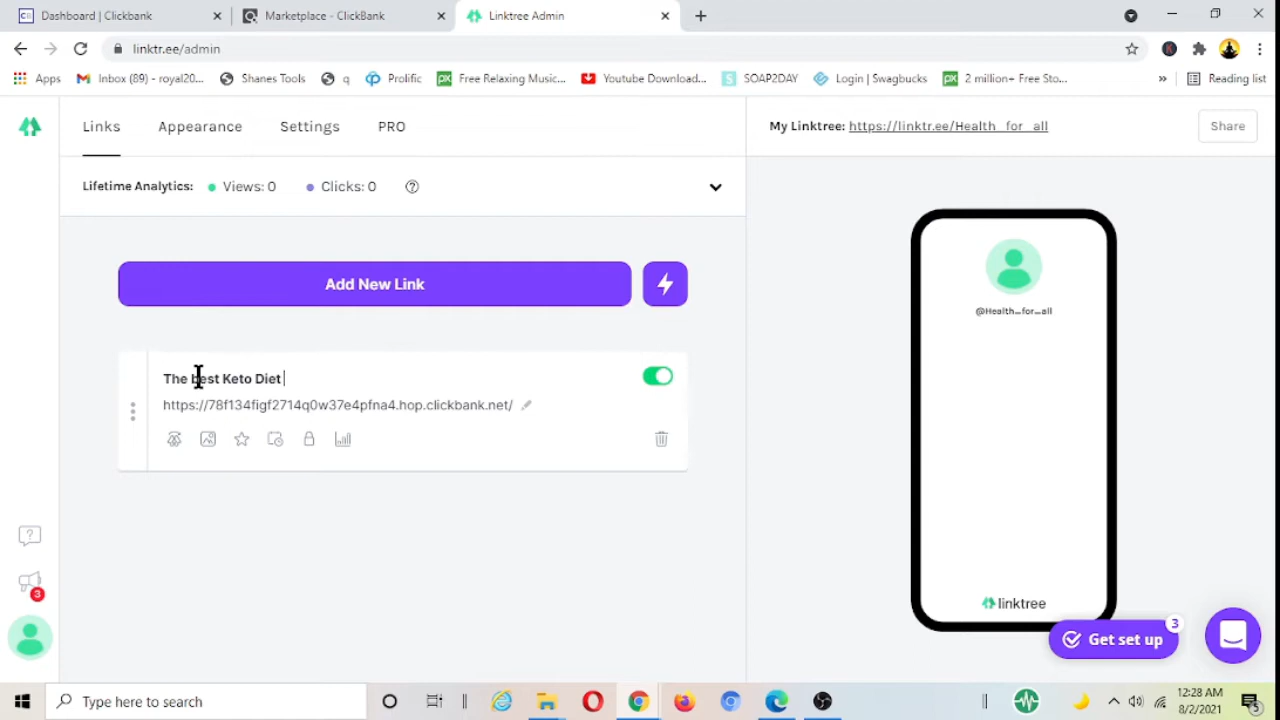 Dashboard | Clickbank
Marketplace - ClickBank
Linktree Admin
linktr.ee/admin
Apps
Inbox (89) - royal20...
Shanes Tools
q
Prolific
Free Relaxing Music...
Youtube Download...
SOAP2DAY
Login | Swagbucks
2 million+ Free Sto...
»
Reading list
Links
Appearance
Settings
PRO
My Linktree: https://linktr.ee/Health_for_all
Share
Lifetime Analytics:
Views: 0
Clicks: 0
Add New Link
@Health_for_all
The best Keto Diet
https://78f134figf2714q0w37e4pfna4.hop.clickbank.net/
3
linktree
Get set up
3
Type here to search
12:28 AM
8/2/2021
5